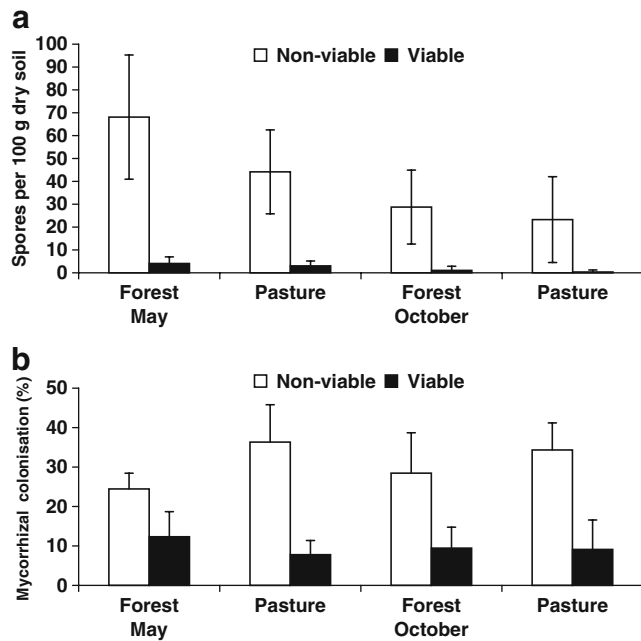 a
Spores per 100 g dry soil
100
90
80
70
60
50
40
30
20
10
0
Non-viable Viable
Forest Pasture Forest Pasture
May October
b
Mycorrhizal colonisation (%)
50
40
30
20
10
0
Non-viable Viable
Forest Pasture Forest Pasture
May October